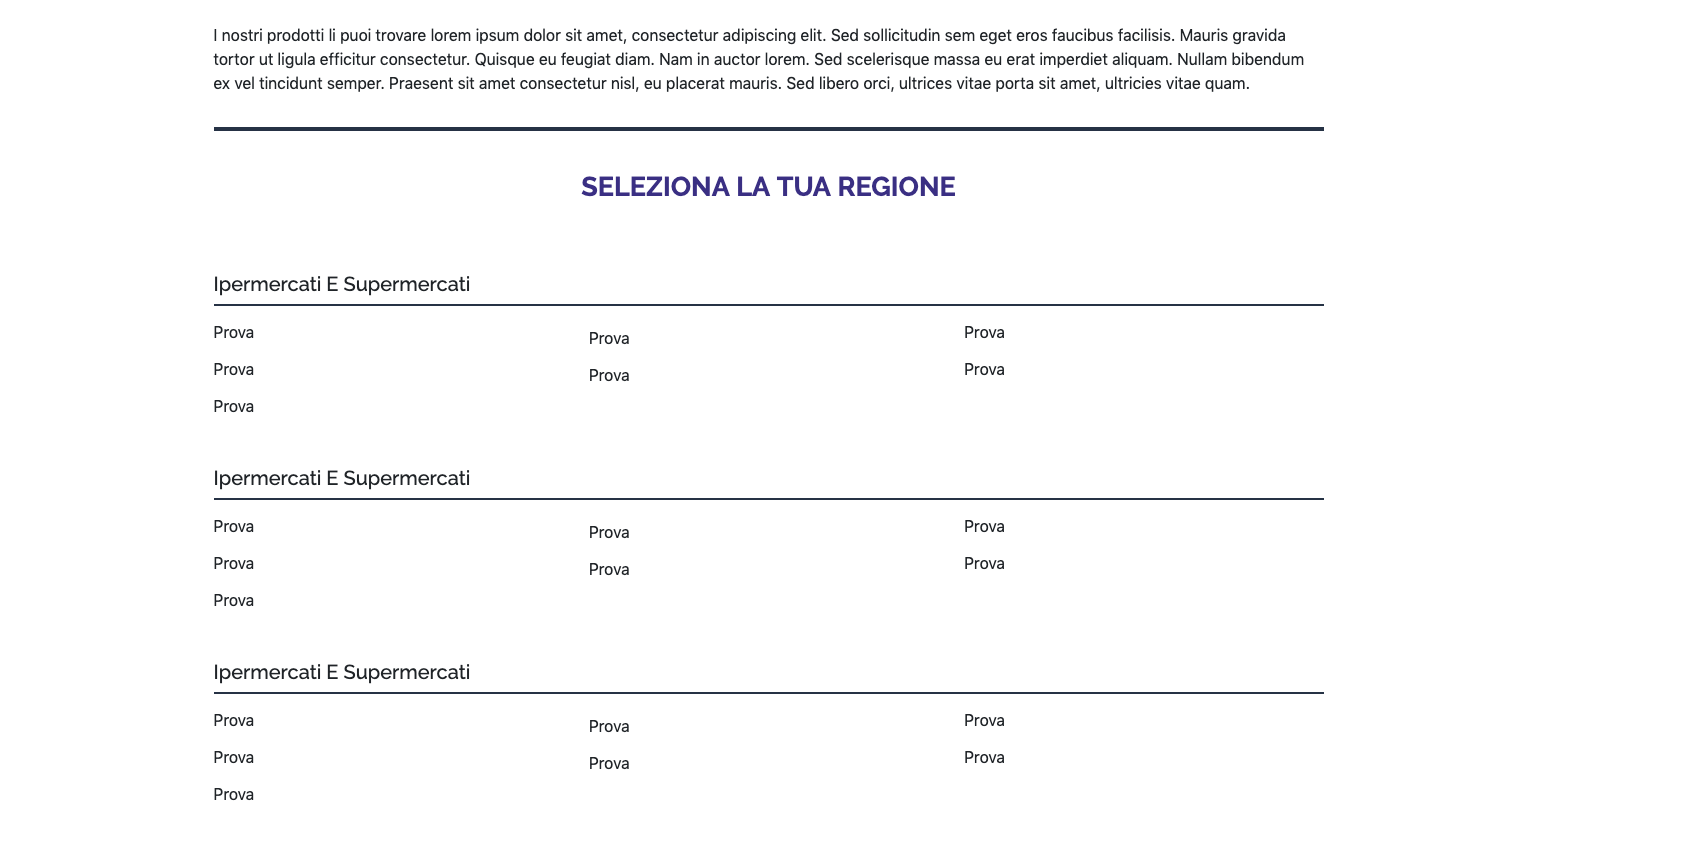 I nostri prodotti li puoi trovare lorem ipsum dolor sit amet, consectetur adipiscing elit. Sed sollicitudin sem eget eros faucibus facilisis. Mauris gravida
tortor ut ligula efficitur consectetur. Quisque eu feugiat diam. Nam in auctor lorem. Sed scelerisque massa eu erat imperdiet aliquam. Nullam bibendum
ex vel tincidunt semper. Praesent sit amet consectetur nisl, eu placerat mauris. Sed libero orci, ultrices vitae porta sit amet, ultricies vitae quam.
SELEZIONA LA TUA REGIONE
Ipermercati E Supermercati
Prova Prova Prova
Prova Prova Prova
Prova
Ipermercati E Supermercati
Prova Prova Prova
Prova Prova Prova
Prova
Ipermercati E Supermercati
Prova Prova Prova
Prova Prova Prova
Prova